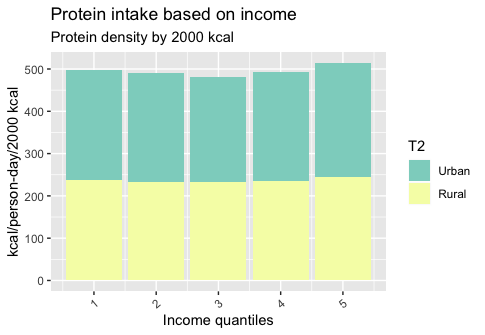 Protein intake based on income
Protein density by 2000 kcal
kcal/person-day/2000 kcal
500
400
300
200
100
0
1
2
3
4
5
Income quantiles
T2
Urban
Rural